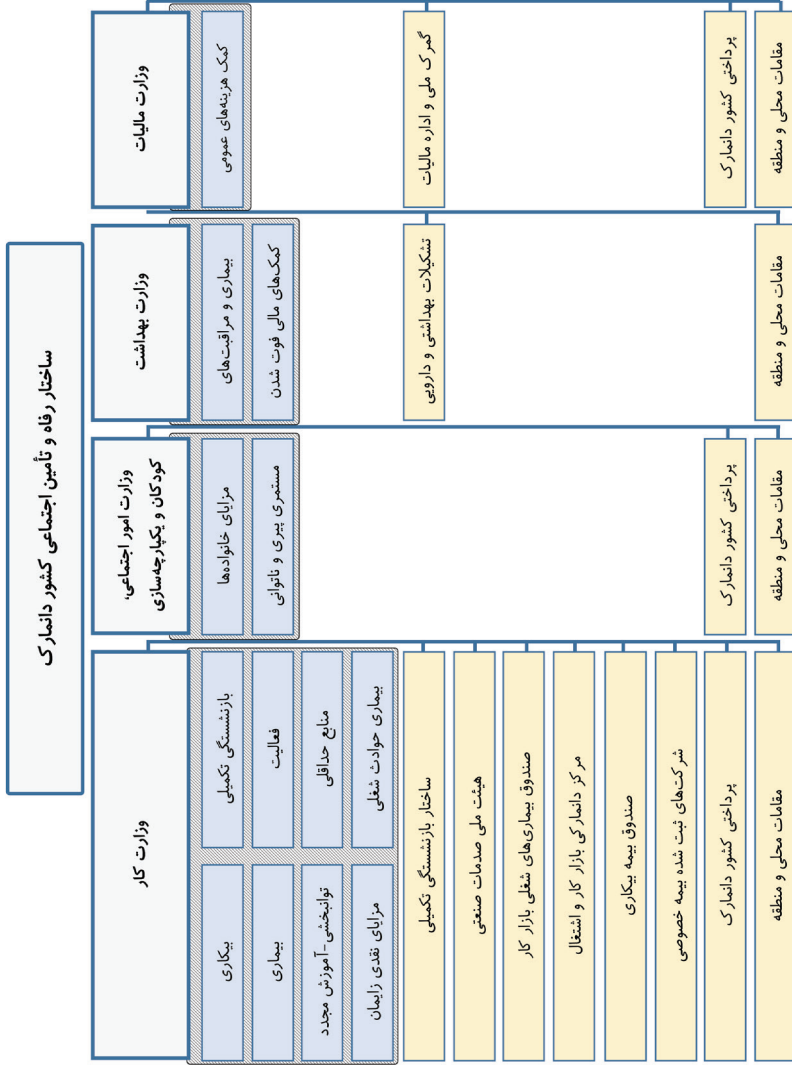 ساختار رفاه و تأمین اجتماعی کشور دانمارک
وزارت مالیات
کمک هزینه‌های عمومی
گمرک ملی و اداره مالیات
پرداختی کشور دانمارک
مقامات محلی و منطقه
وزارت بهداشت
بیماری و مراقبت‌های
کمک‌های مالی فوت شدن
تشکیلات بهداشتی و دارویی
مقامات محلی و منطقه
وزارت امور اجتماعی،
کودکان و یکپارچه‌سازی
مزایای خانواده‌ها
مستمری پیری و ناتوانی
پرداختی کشور دانمارک
مقامات محلی و منطقه
وزارت کار
بازنشستگی تکمیلی
بیکاری
فعالیت
بیماری
منابع حداقلی
توانبخشی-آموزش مجدد
بیماری حوادث شغلی
مزایای نقدی زایمان
ساختار بازنشستگی تکمیلی
هیئت ملی صدمات صنعتی
صندوق بیماری‌های شغلی بازار کار
مرکز دانمارکی بازار کار و اشتغال
صندوق بیمه بیکاری
شرکت‌های ثبت شده بیمه خصوصی
پرداختی کشور دانمارک
مقامات محلی و منطقه